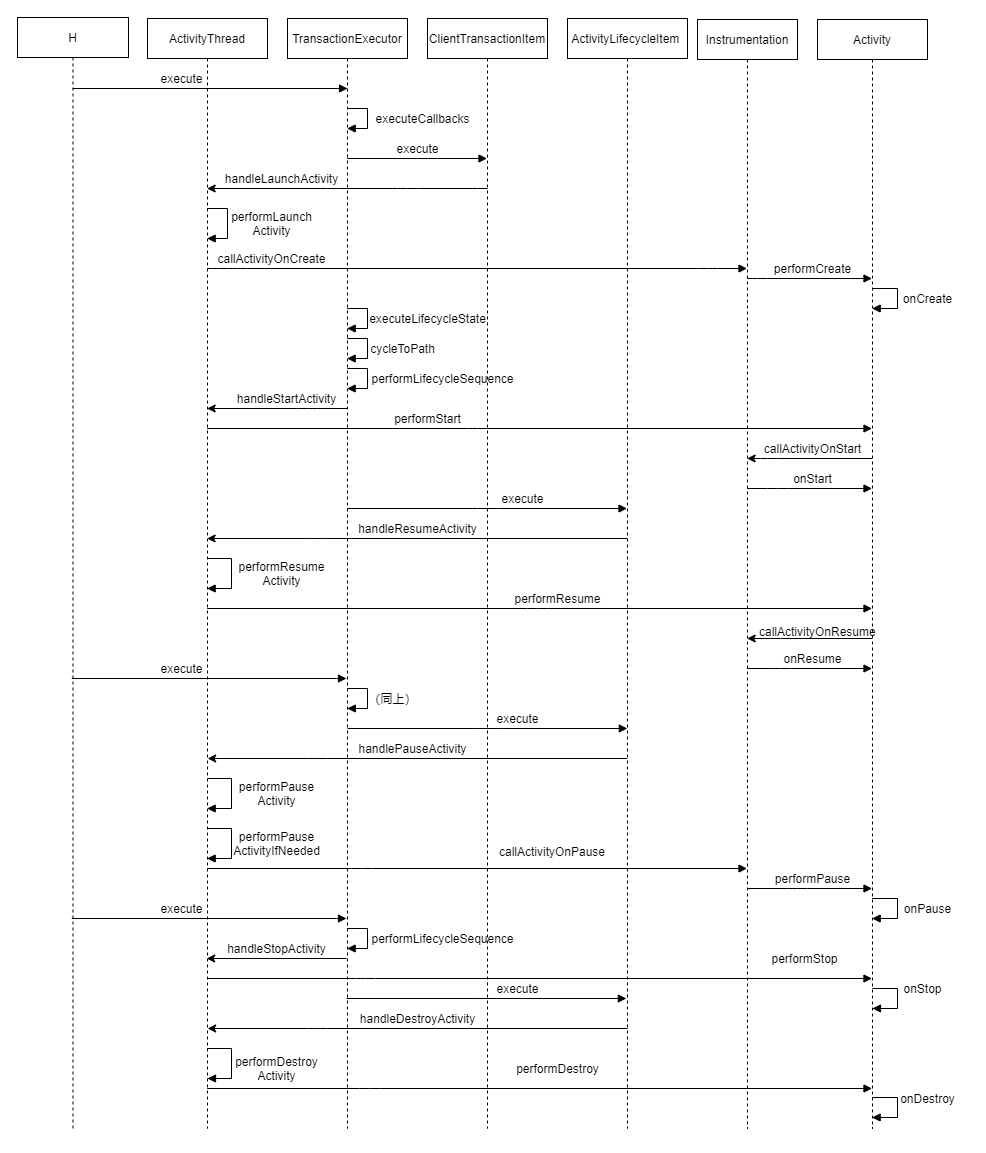 H
ActivityThread
TransactionExecutor
ClientTransactionItem
ActivityLifecycleItem
Instrumentation
Activity
execute
executeCallbacks
execute
handleLaunchActivity
performLaunch
Activity
callActivityOnCreate
performCreate
onCreate
executeLifecycleState
cycleToPath
performLifecycleSequence
handleStartActivity
performStart
callActivityOnStart
onStart
execute
handleResumeActivity
performResume
Activity
performResume
callActivityOnResume
onResume
execute
(同上)
execute
handlePauseActivity
performPause
Activity
performPause
ActivityIfNeeded
callActivityOnPause
performPause
onPause
execute
performLifecycleSequence
handleStopActivity
performStop
onStop
execute
handleDestroyActivity
performDestroy
Activity
performDestroy
onDestroy